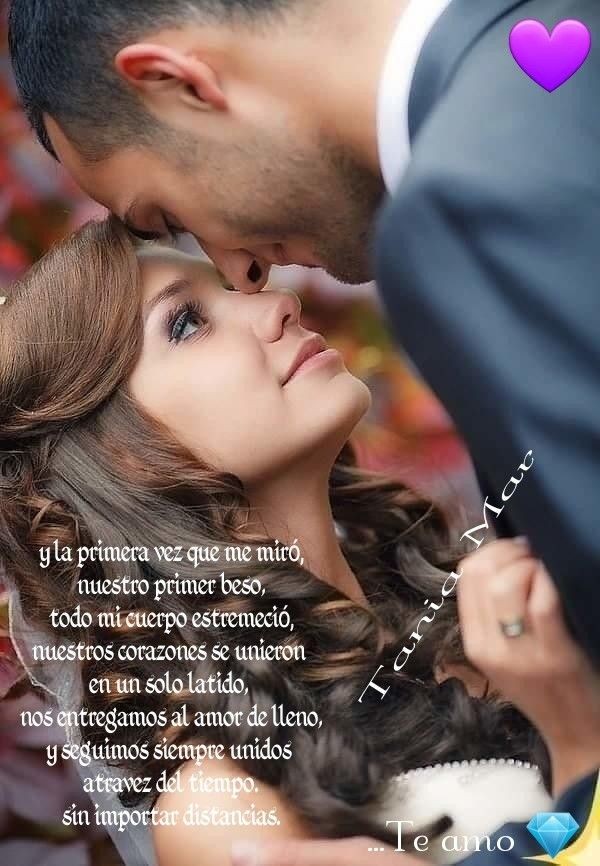 y la primera vez que me miró,
nuestro primer beso,
todo mi cuerpo estremeció,
nuestros corazones se unieron
en un solo latido,
nos entregamos al amor de lleno,
y seguimos siempre unidos
atravez del tiempo.
sin importar distancias.
Tania Mar
...Te amo